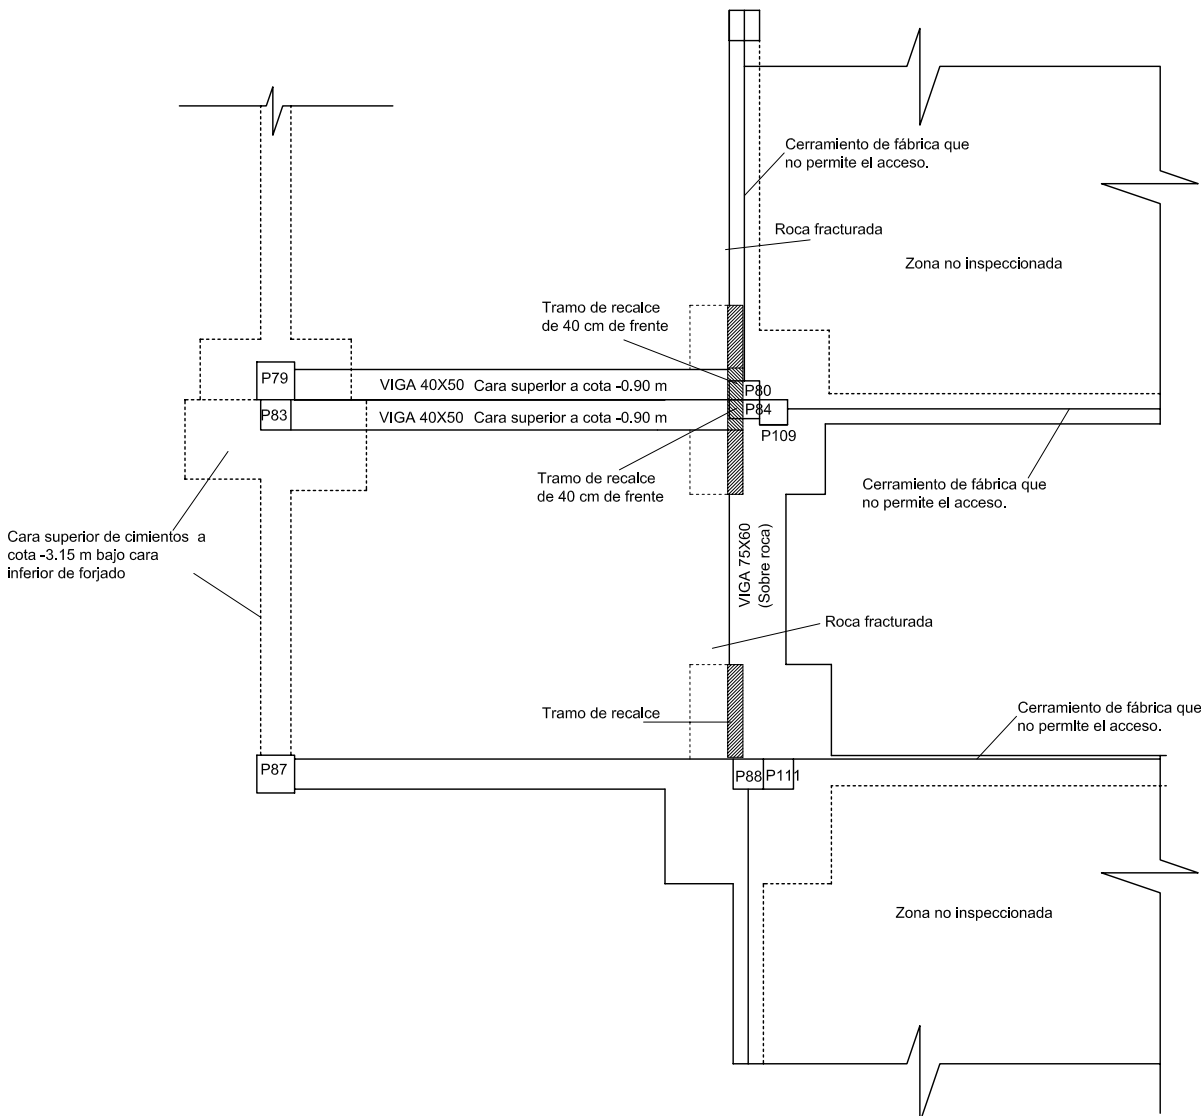 Cerramiento de fábrica que
no permite el acceso.
Roca fracturada
Zona no inspeccionada
Tramo de recalce
de 40 cm de frente
P79
VIGA 40X50 Cara superior a cota -0.90 m
P80
P83
VIGA 40X50 Cara superior a cota -0.90 m
P84
P109
Tramo de recalce
de 40 cm de frente
Cerramiento de fábrica que
no permite el acceso.
Cara superior de cimientos a
cota -3.15 m bajo cara
inferior de forjado
VIGA 75X60
(Sobre roca)
Roca fracturada
Tramo de recalce
Cerramiento de fábrica que
no permite el acceso.
P87
P88
P111
Zona no inspeccionada